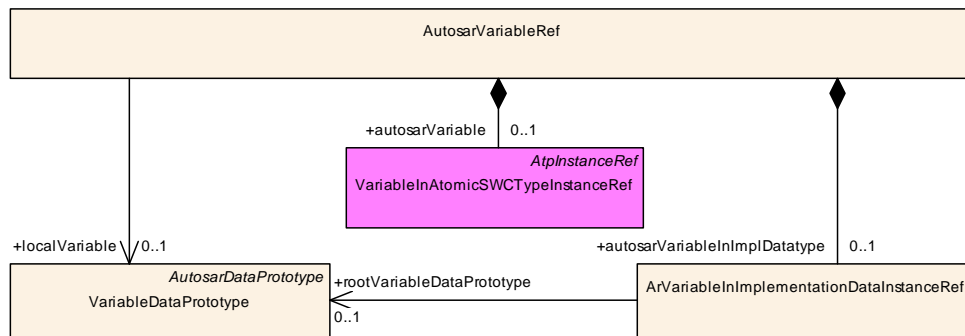 AutosarVariableRef
+autosarVariable 0..1
AtpInstanceRef
VariableInAtomicSWCTypeInstanceRef
+localVariable 0..1
+autosarVariableInImplDatatype 0..1
AutosarDataPrototype
VariableDataPrototype
+rootVariableDataPrototype
0..1
ArVariableInImplementationDataInstanceRef